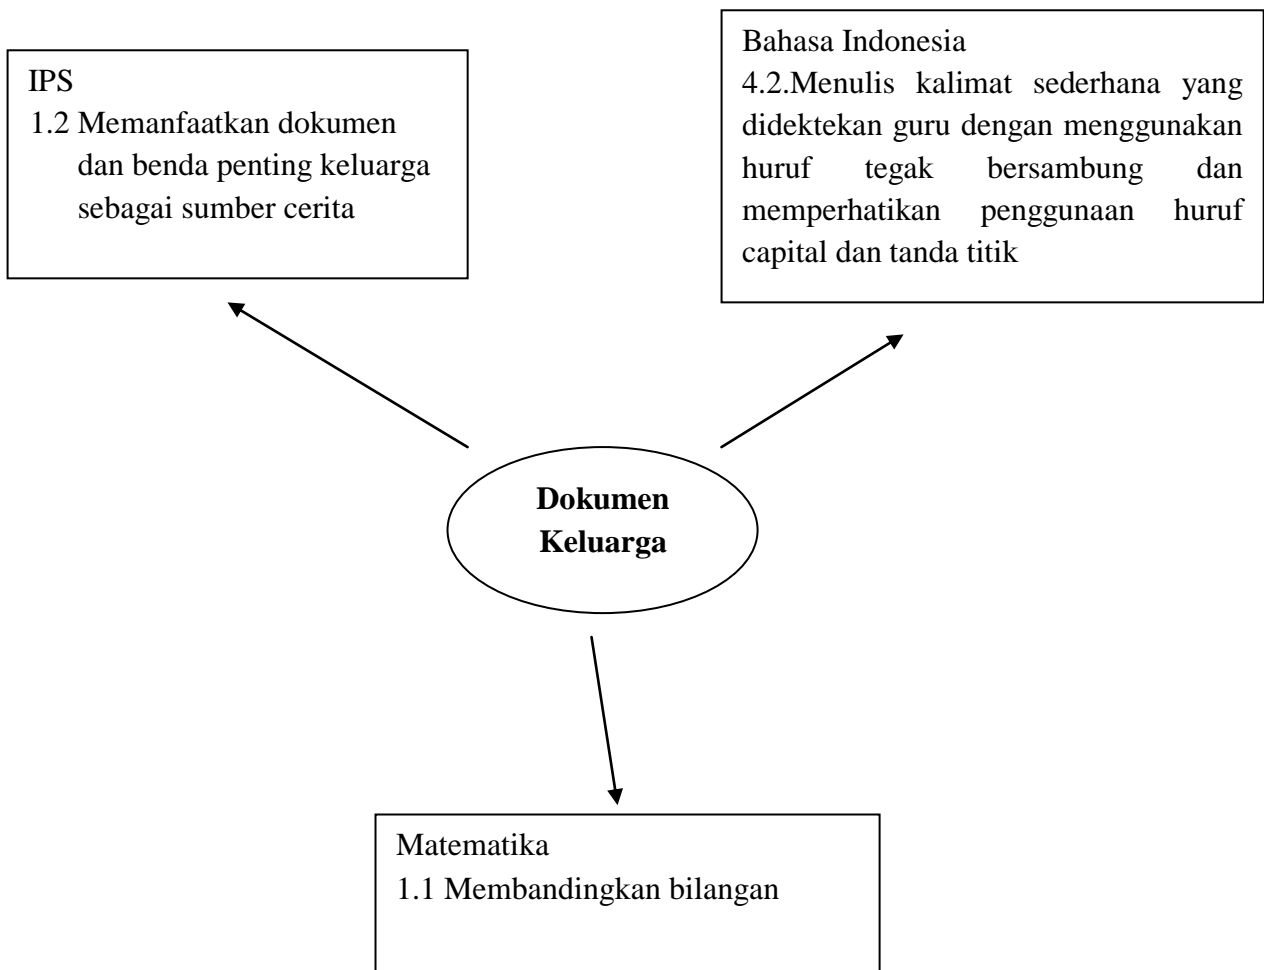 IPS
1.2 Memanfaatkan dokumen
dan benda penting keluarga
sebagai sumber cerita
Bahasa Indonesia
4.2.Menulis kalimat sederhana yang
didektekan guru dengan menggunakan
huruf tegak bersambung dan
memperhatikan penggunaan huruf
capital dan tanda titik
Dokumen
Keluarga
Matematika
1.1 Membandingkan bilangan